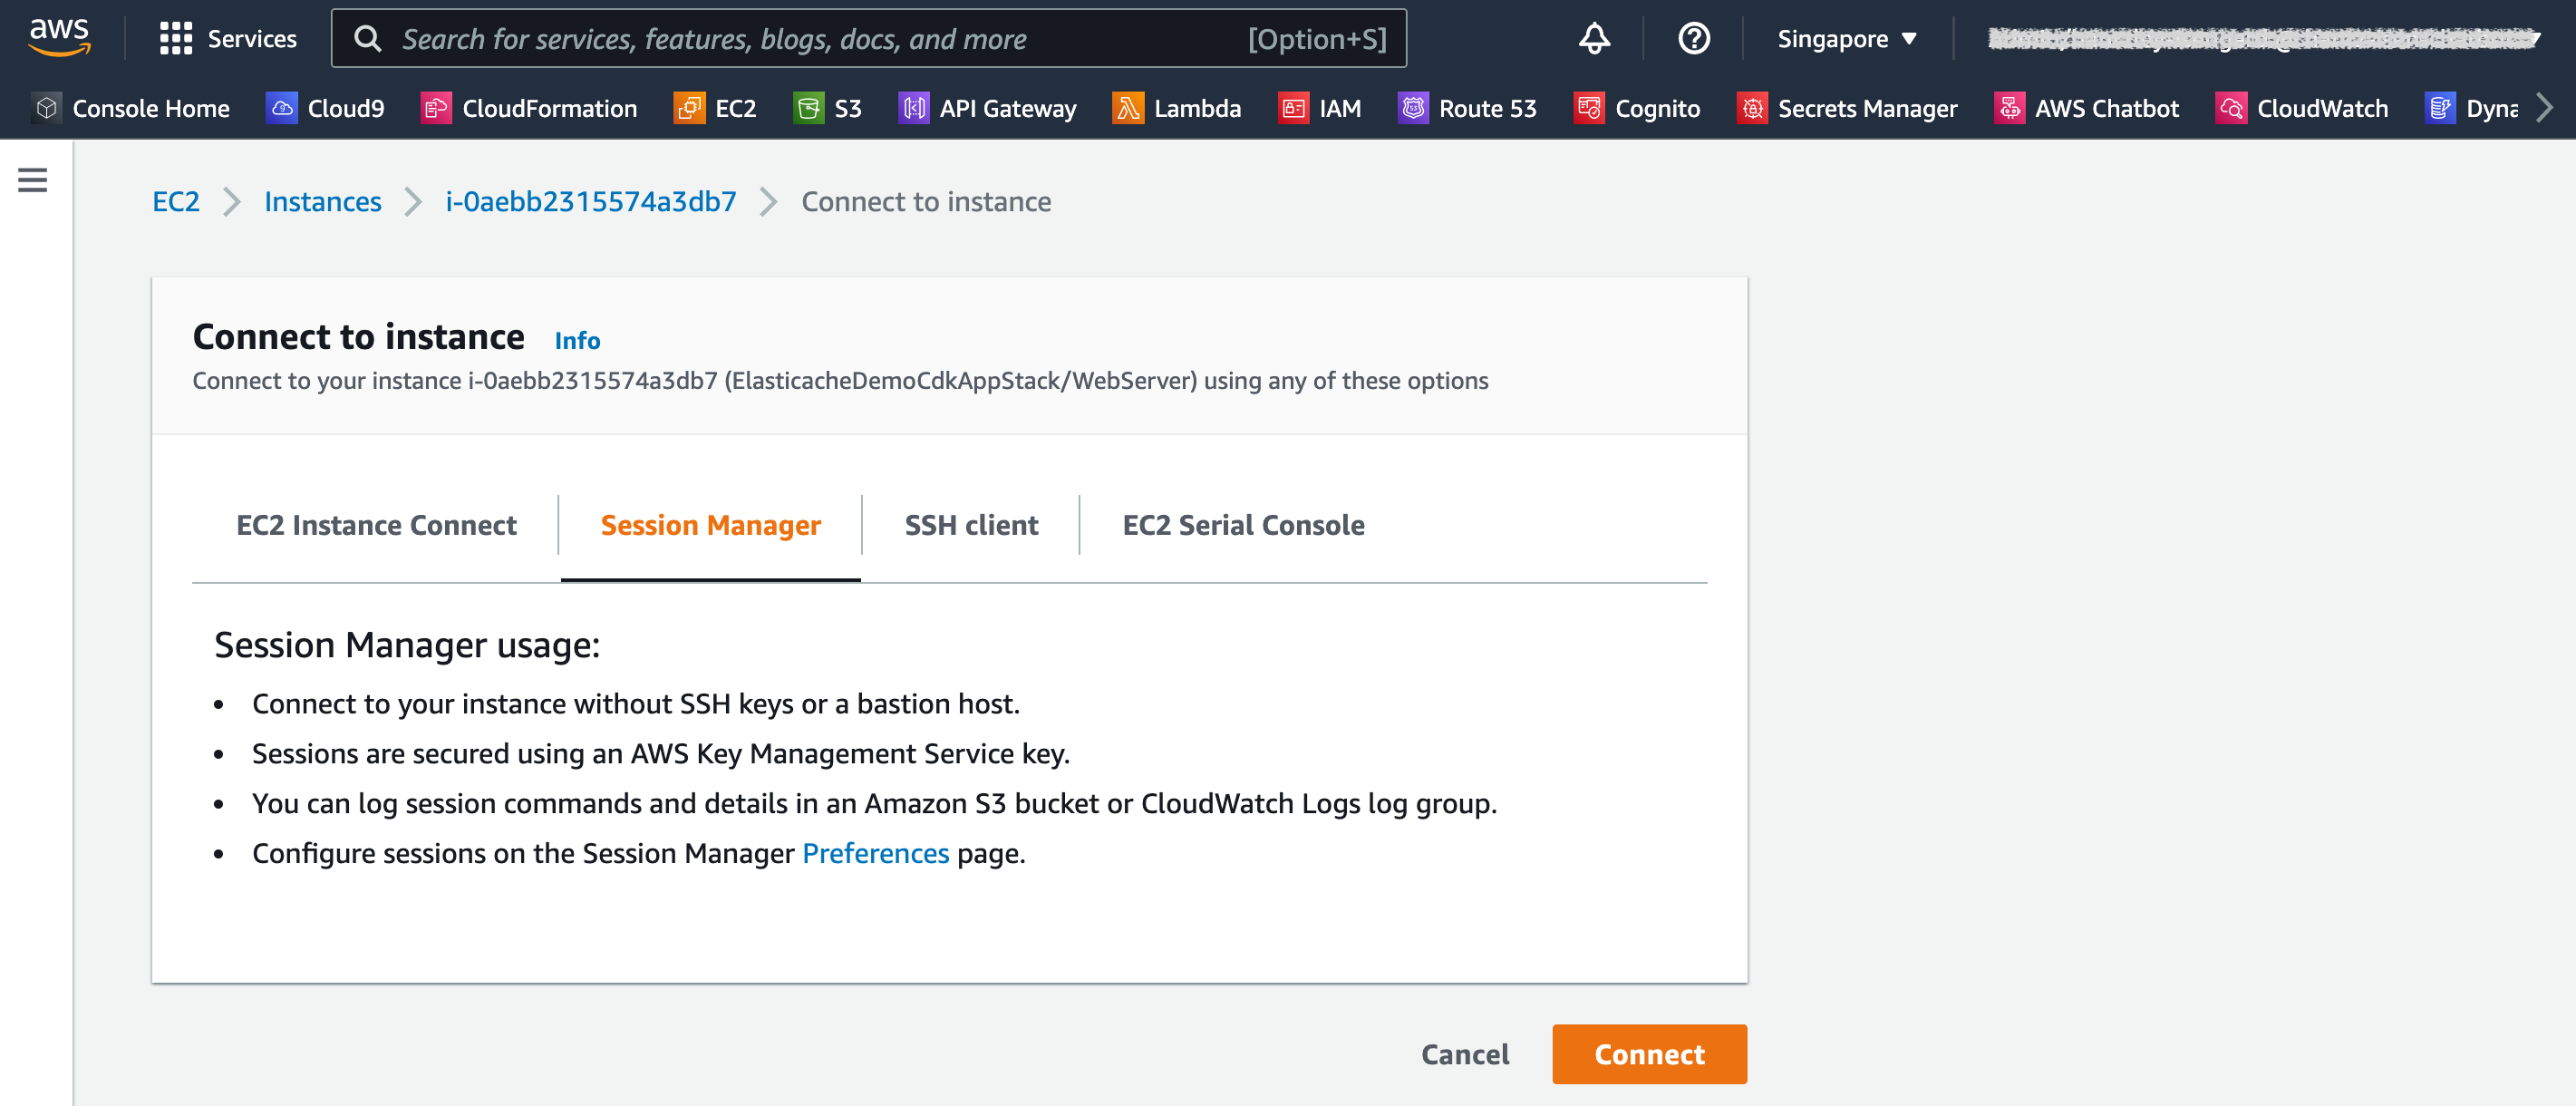 aws Services Search for services, features, blogs, docs, and more [Option+S] Singapore ▼
Console Home Cloud9 CloudFormation EC2 S3 API Gateway Lambda IAM Route 53 Cognito Secrets Manager AWS Chatbot CloudWatch Dyna
EC2 Instances i-0aebb2315574a3db7 Connect to instance
Connect to instance Info
Connect to your instance i-0aebb2315574a3db7 (ElasticacheDemoCdkAppStack/WebServer) using any of these options
EC2 Instance Connect Session Manager SSH client EC2 Serial Console
Session Manager usage:
• Connect to your instance without SSH keys or a bastion host.
• Sessions are secured using an AWS Key Management Service key.
• You can log session commands and details in an Amazon S3 bucket or CloudWatch Logs log group.
• Configure sessions on the Session Manager Preferences page.
Cancel Connect